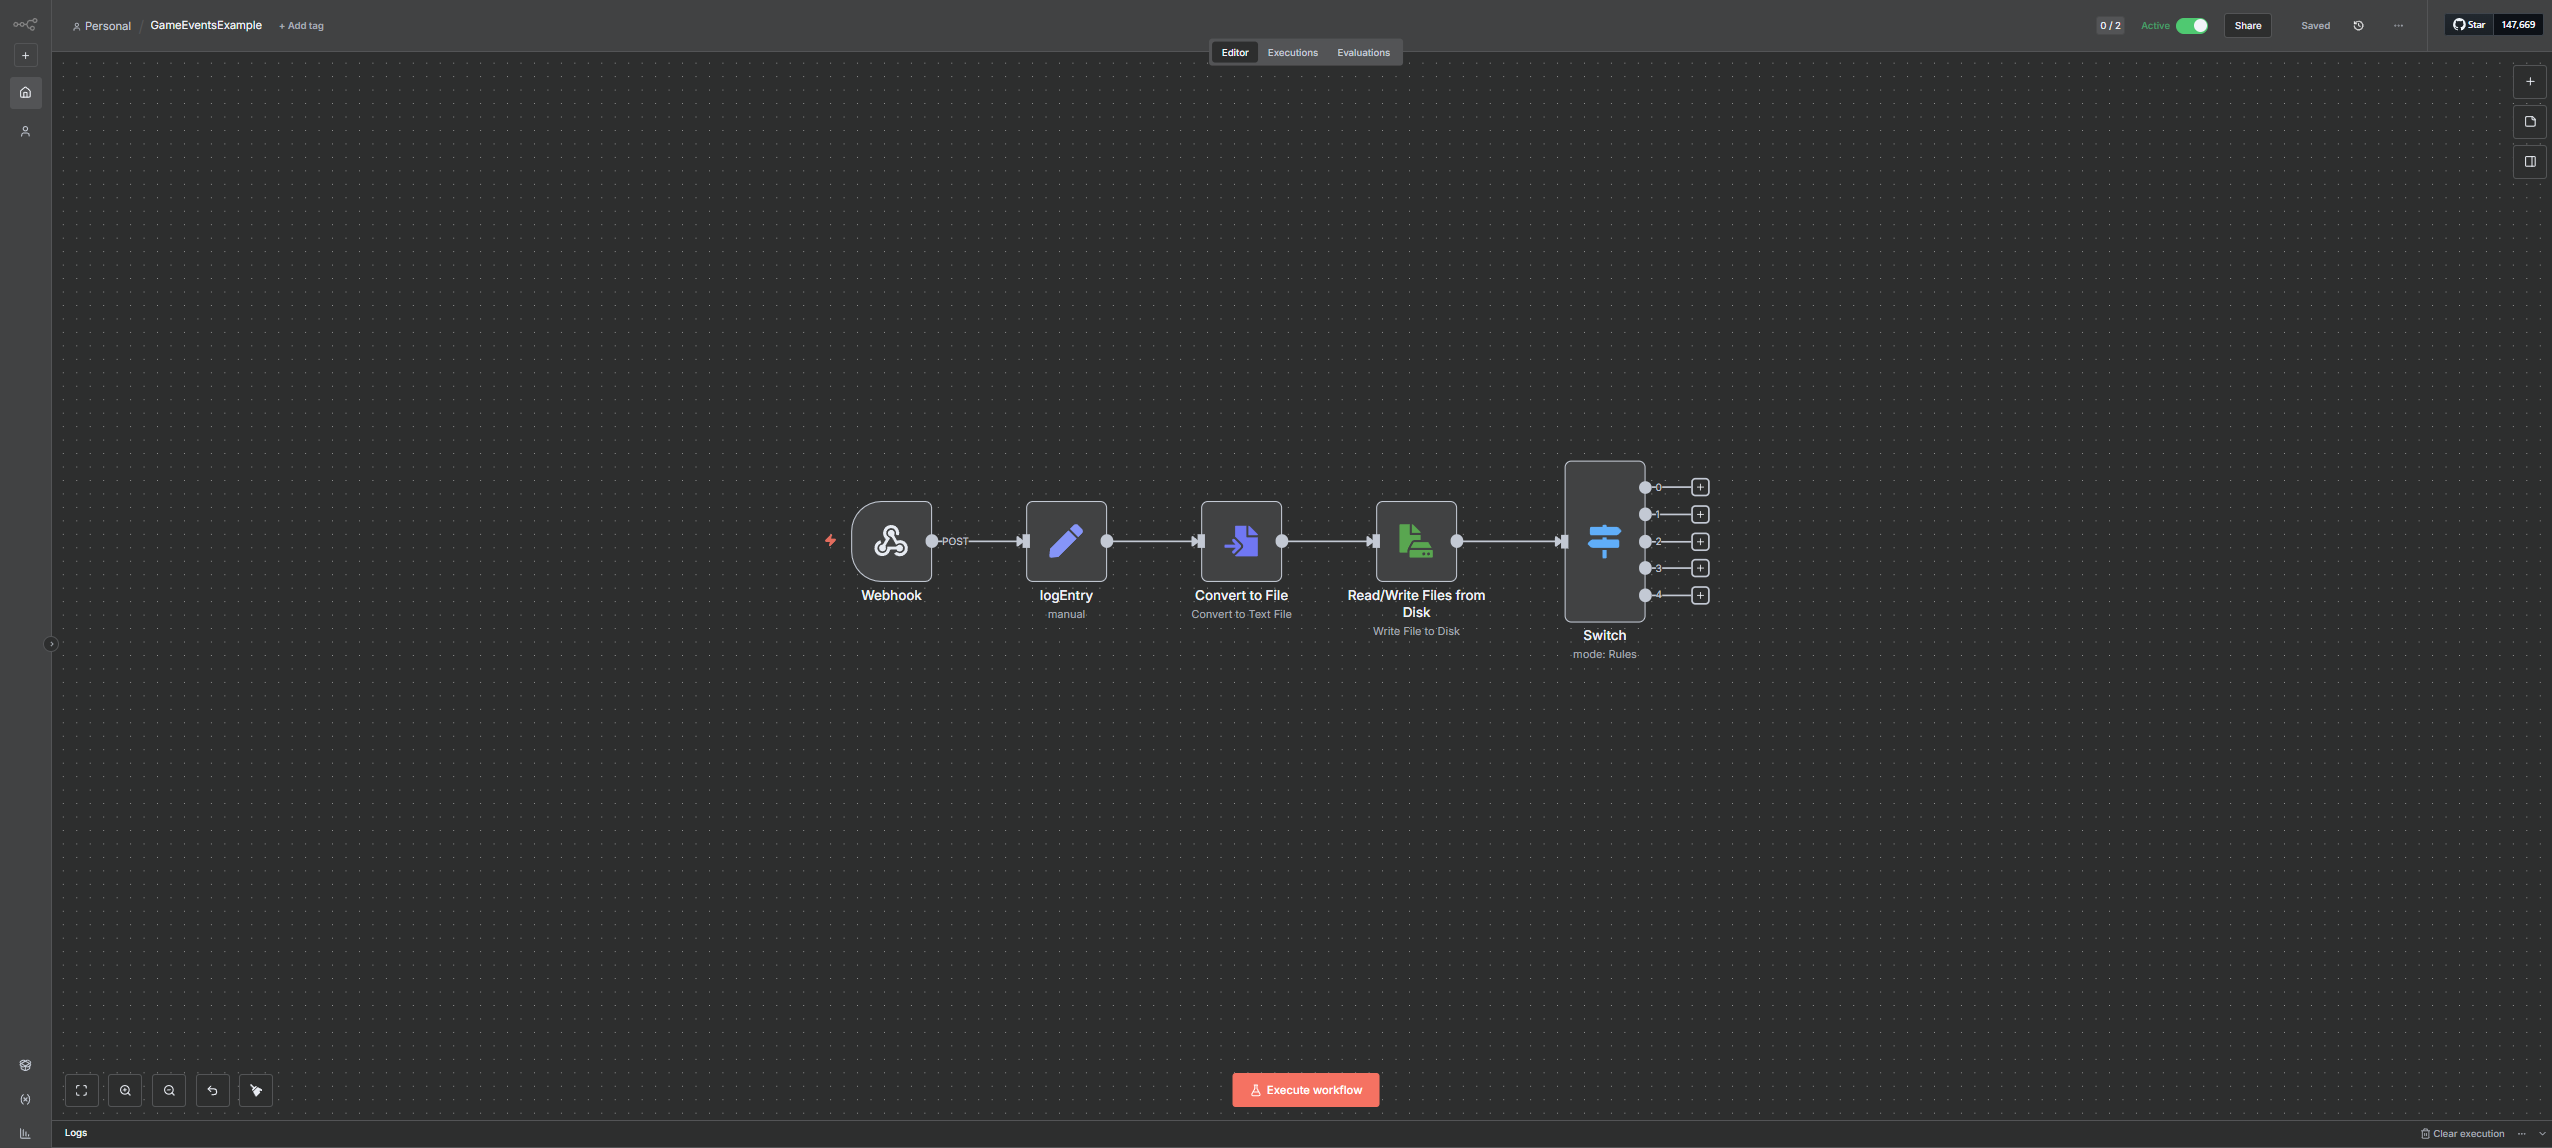 Personal / GameEventsExample + Add tag
0 / 2 Active Share Saved Star 147,669
Editor Executions Evaluations
POST
0
1
2
3
4
Webhook
logEntry
manual
Convert to File
Convert to Text File
Read/Write Files from
Disk
Write File to Disk
Switch
mode: Rules
Execute workflow
Logs Clear execution